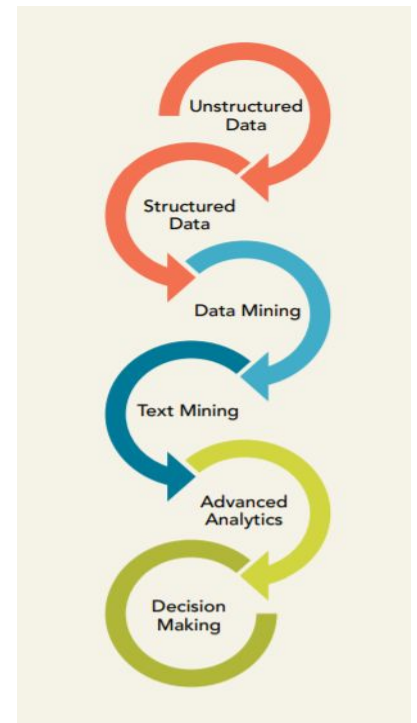 Unstructured
Data
Structured
Data
Data Mining
Text Mining
Advanced
Analytics
Decision
Making